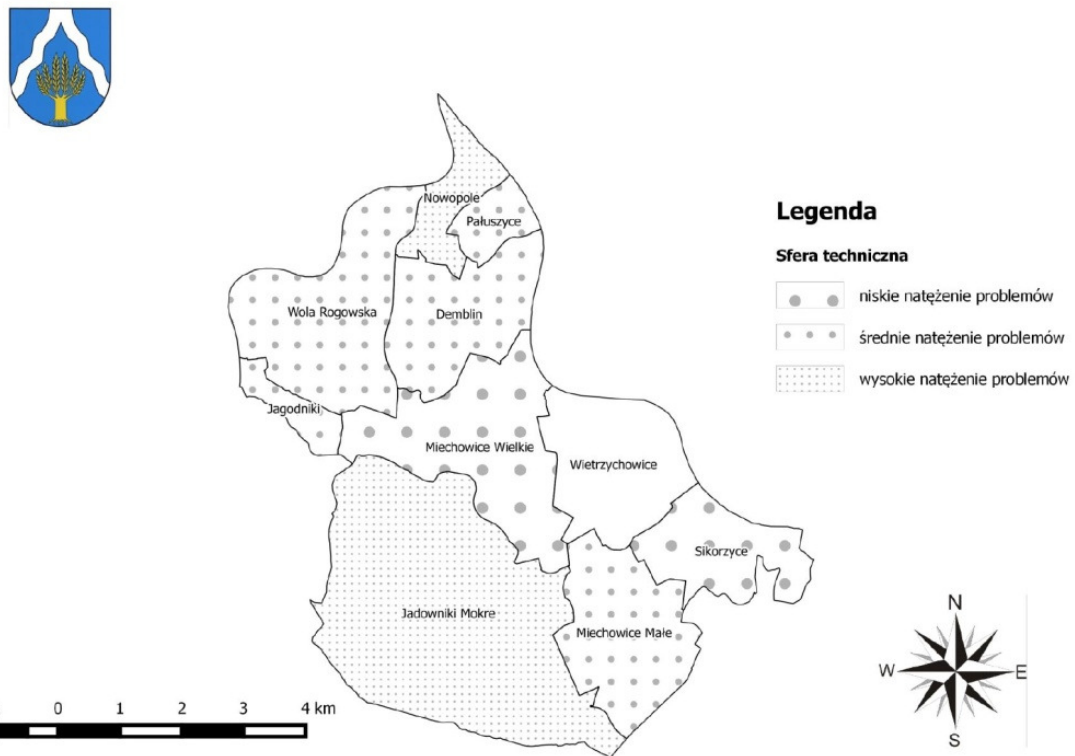 Nowopole
Pałuszyce
Wola Rogowska
Demblin
Jagodniki
Miechowice Wielkie
Wietrzychowice
Sikorzyce
Jadowniki Mokre
Miechowice Małe
Legenda
Sfera techniczna
niskie natężenie problemów
średnie natężenie problemów
wysokie natężenie problemów
0 1 2 3 4 km
N
W E
S